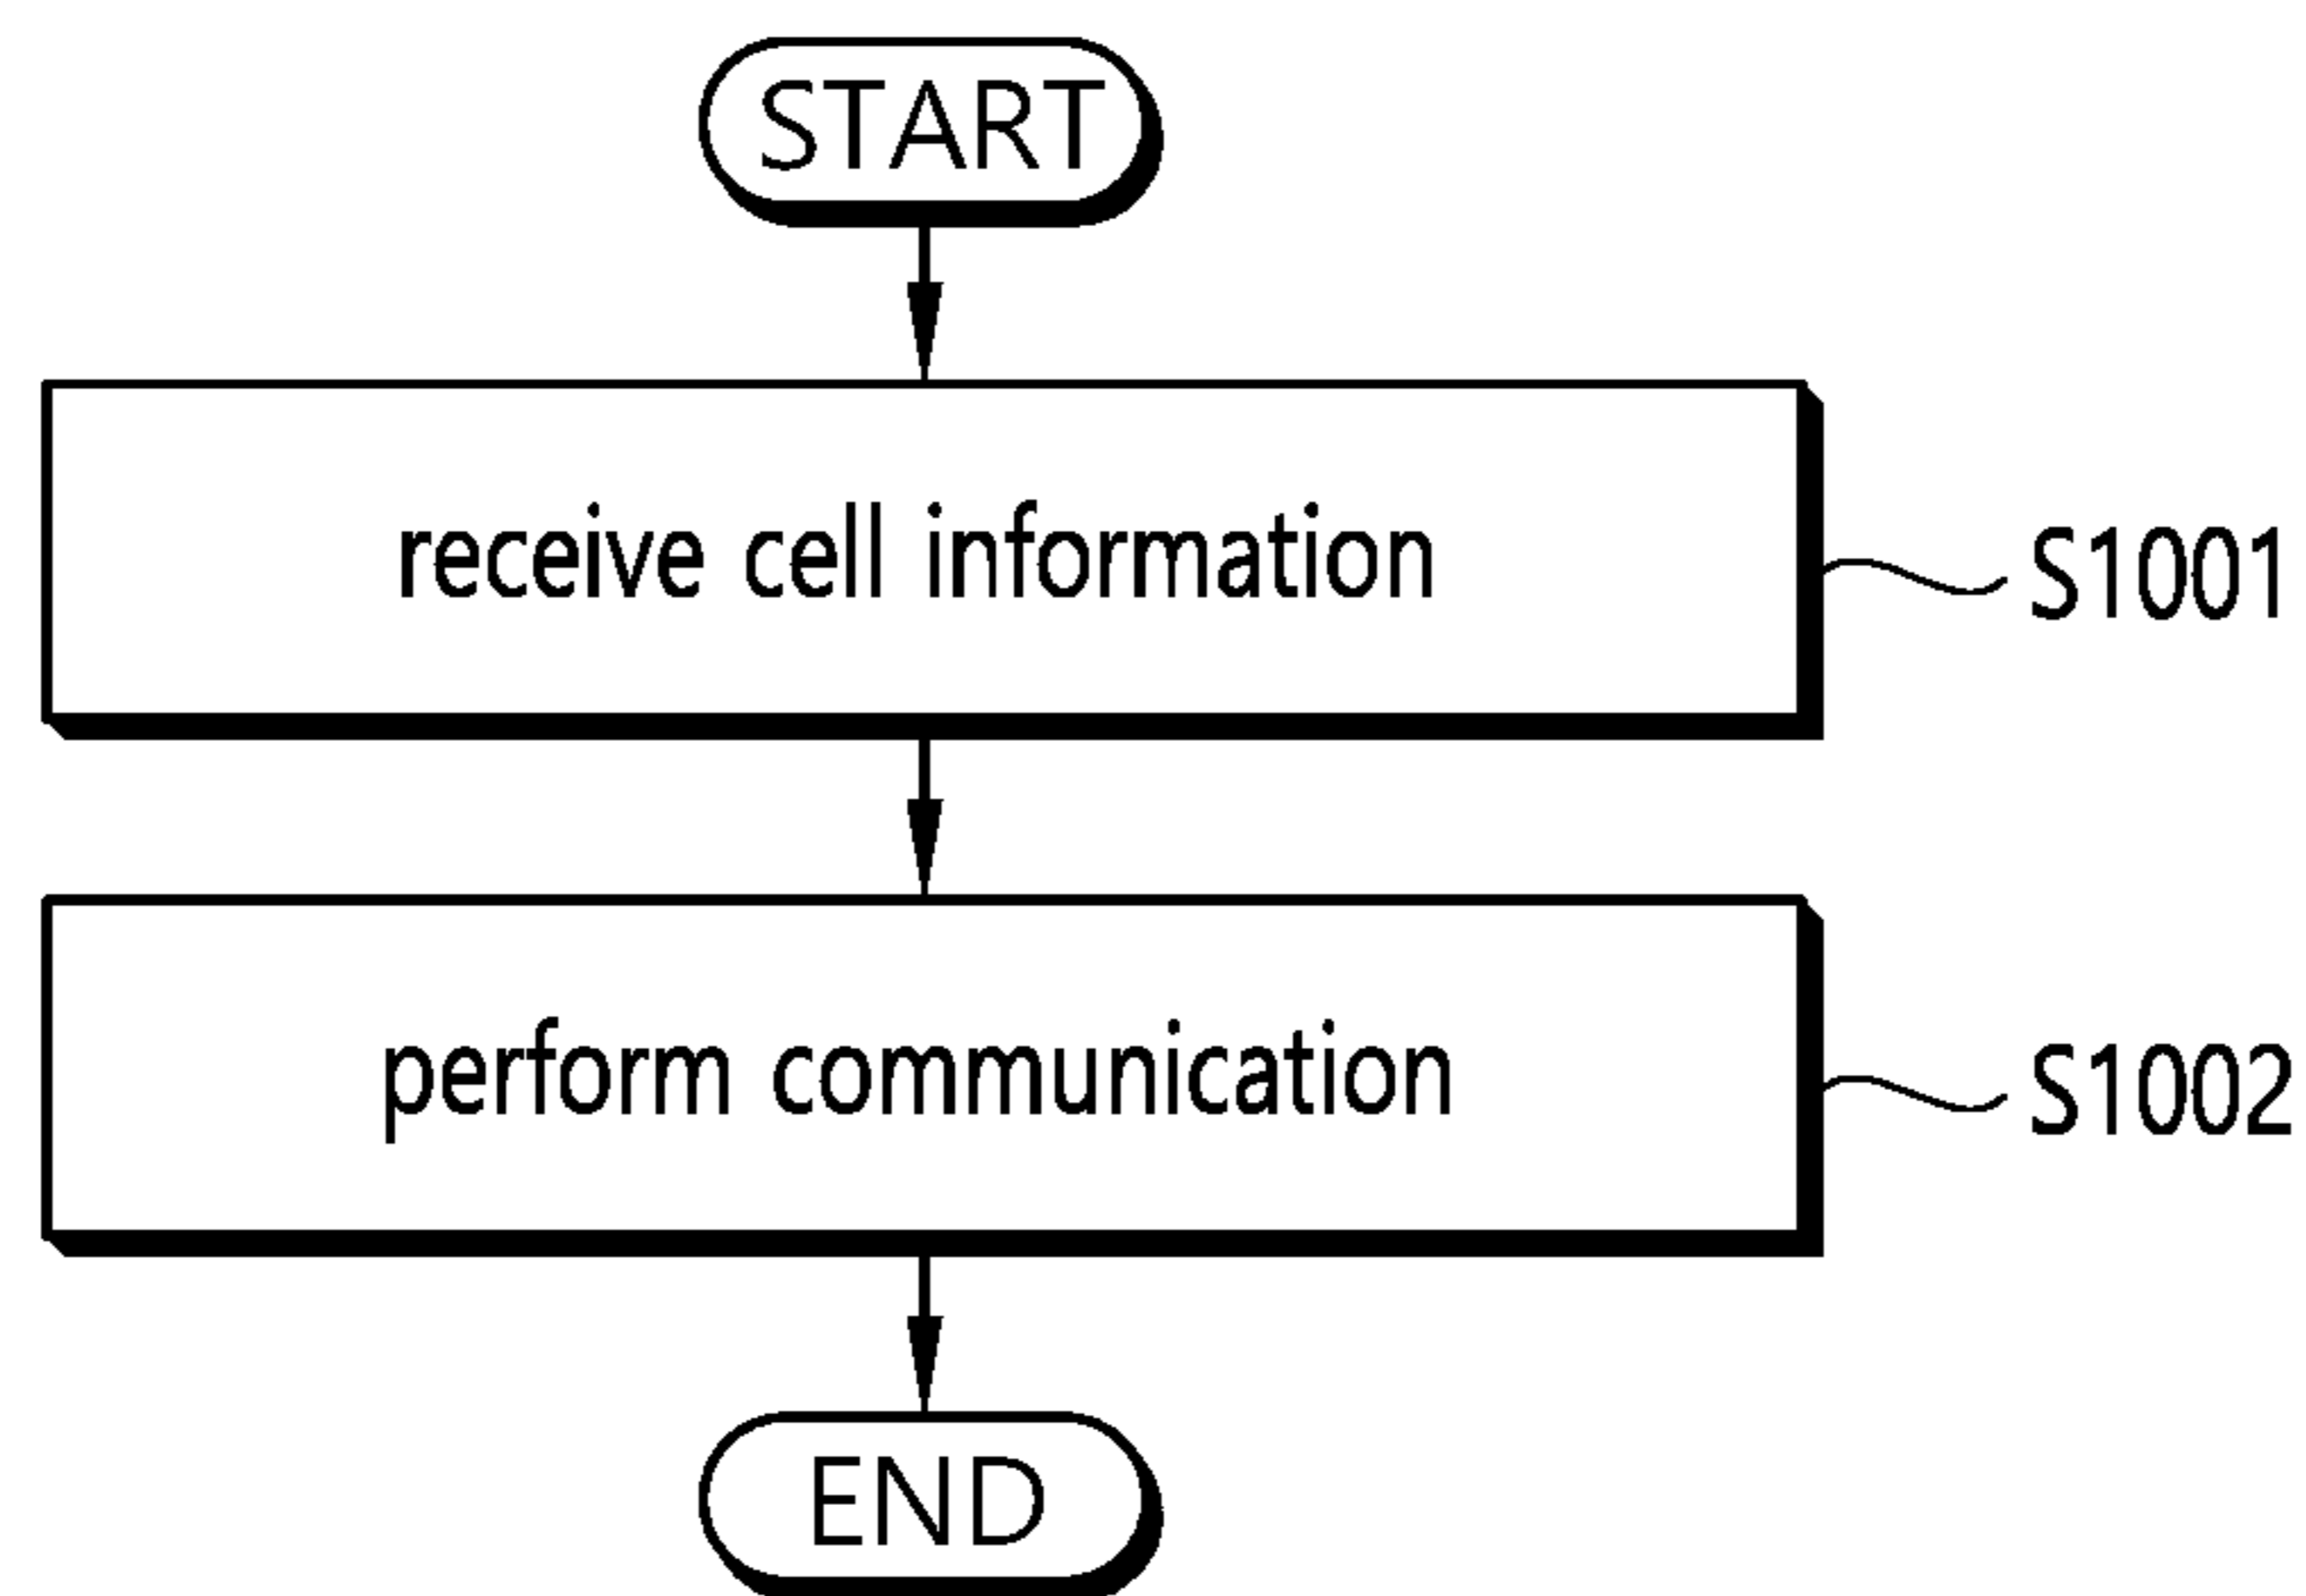 START
receive cell information
S1001
perform communication
S1002
END